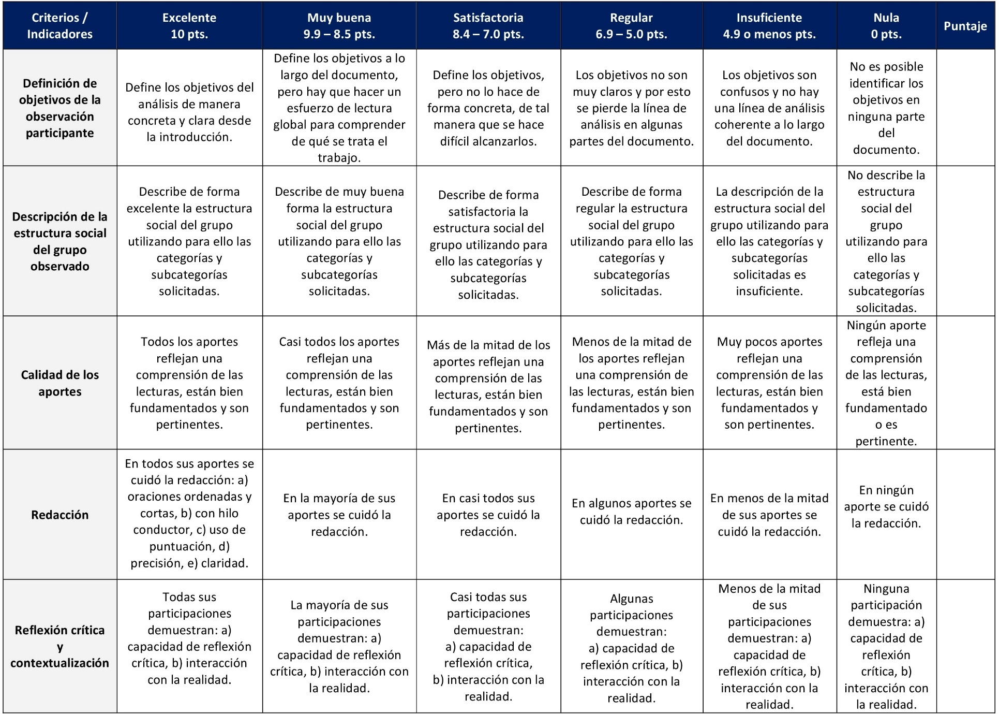 Criterios /
Indicadores
Excelente
10 pts.
Muy buena
9.9 – 8.5 pts.
Satisfactoria
8.4 – 7.0 pts.
Regular
6.9 – 5.0 pts.
Insuficiente
4.9 o menos pts.
Nula
0 pts.
Puntaje
Definición de
objetivos de la
observación
participante
Define los objetivos del
análisis de manera
concreta y clara desde
la introducción.
Define los objetivos a lo
largo del documento,
pero hay que hacer un
esfuerzo de lectura
global para comprender
de qué se trata el
trabajo.
Define los objetivos,
pero no lo hace de
forma concreta, de tal
manera que se hace
difícil alcanzarlos.
Los objetivos no son
muy claros y por esto
se pierde la línea de
análisis en algunas
partes del documento.
Los objetivos son
confusos y no hay
una línea de análisis
coherente a lo largo
del documento.
No es posible
identificar los
objetivos en
ninguna parte
del
documento.
Descripción de la
estructura social
del grupo
observado
Describe de forma
excelente la estructura
social del grupo
utilizando para ello las
categorías y
subcategorías
solicitadas.
Describe de muy buena
forma la estructura
social del grupo
utilizando para ello las
categorías y
subcategorías
solicitadas.
Describe de forma
satisfactoria la
estructura social del
grupo utilizando para
ello las categorías y
subcategorías
solicitadas.
Describe de forma
regular la estructura
social del grupo
utilizando para ello las
categorías y
subcategorías
solicitadas.
La descripción de la
estructura social del
grupo utilizando para
ello las categorías y
subcategorías
solicitadas es
insuficiente.
No describe la
estructura
social del
grupo
utilizando para
ello las
categorías y
subcategorías
solicitadas.
Calidad de los
aportes
Todos los aportes
reflejan una
comprensión de las
lecturas, están bien
fundamentados y son
pertinentes.
Casi todos los aportes
reflejan una
comprensión de las
lecturas, están bien
fundamentados y son
pertinentes.
Más de la mitad de los
aportes reflejan una
comprensión de las
lecturas, están bien
fundamentados y son
pertinentes.
Menos de la mitad de
los aportes reflejan
una comprensión de
las lecturas, están bien
fundamentados y son
pertinentes.
Muy pocos aportes
reflejan una
comprensión de las
lecturas, están bien
fundamentados y
son pertinentes.
Ningún aporte
refleja una
comprensión
de las lecturas,
está bien
fundamentado
o es
pertinente.
Redacción
En todos sus aportes se
cuidó la redacción: a)
oraciones ordenadas y
cortas, b) con hilo
conductor, c) uso de
puntuación, d)
precisión, e) claridad.
En la mayoría de sus
aportes se cuidó la
redacción.
En casi todos sus
aportes se cuidó la
redacción.
En algunos aportes se
cuidó la redacción.
En menos de la mitad
de sus aportes se
cuidó la redacción.
En ningún
aporte se cuidó
la redacción.
Reflexión crítica
y
contextualización
Todas sus
participaciones
demuestran: a)
capacidad de reflexión
crítica, b) interacción
con la realidad.
La mayoría de sus
participaciones
demuestran: a)
capacidad de reflexión
crítica, b) interacción con
la realidad.
Casi todas sus
participaciones
demuestran:
a) capacidad de
reflexión crítica,
b) interacción con la
realidad.
Algunas
participaciones
demuestran:
a) capacidad de
reflexión crítica, b)
interacción con la
realidad.
Menos de la mitad
de sus
participaciones
demuestran: a)
capacidad de
reflexión crítica, b)
interacción con la
realidad.
Ninguna
participación
demuestra: a)
capacidad de
reflexión
crítica, b)
interacción con
la realidad.